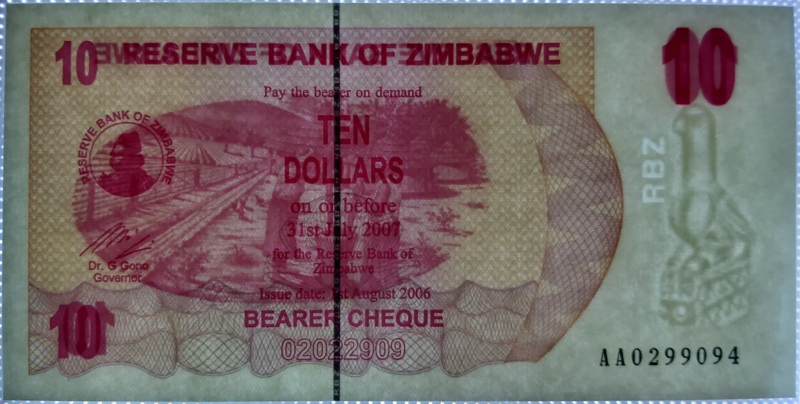 10 RESERVE BANK OF ZIMBABWE 10
Pay the bearer on demand
TEN
DOLLARS
on or before
31st July 2007
for the Reserve Bank of
Zimbabwe
Issue date: 1st August 2006
BEARER CHEQUE
RESERVE BANK OF ZIMBABWE
Dr. G Gono
Governor
10
RBZ
AA0299094